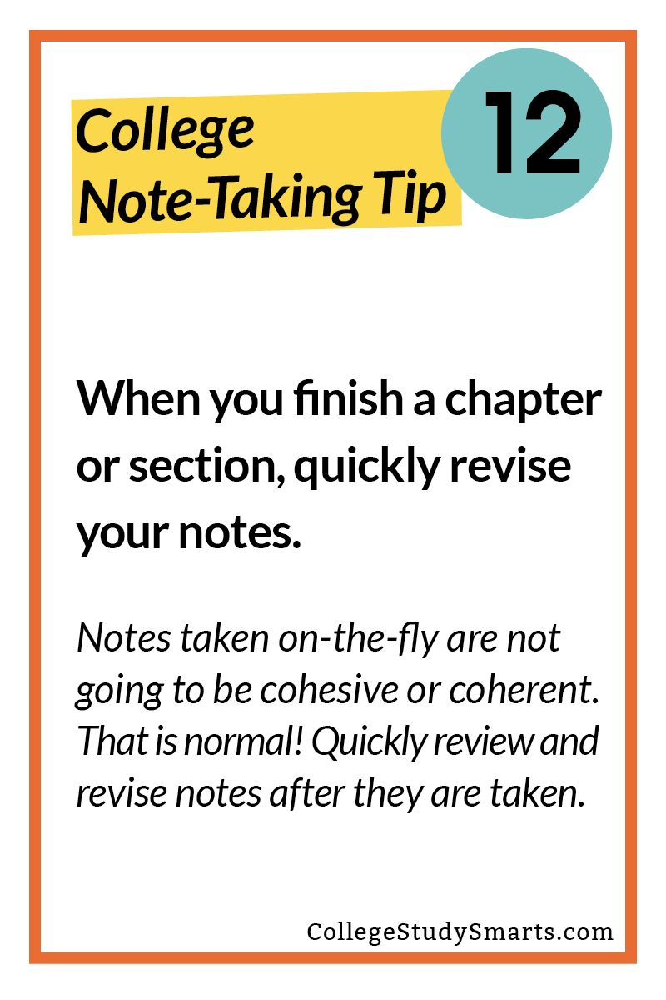 College
Note-Taking Tip
12
When you finish a chapter
or section, quickly revise
your notes.
Notes taken on-the-fly are not
going to be cohesive or coherent.
That is normal! Quickly review and
revise notes after they are taken.
CollegeStudySmarts.com